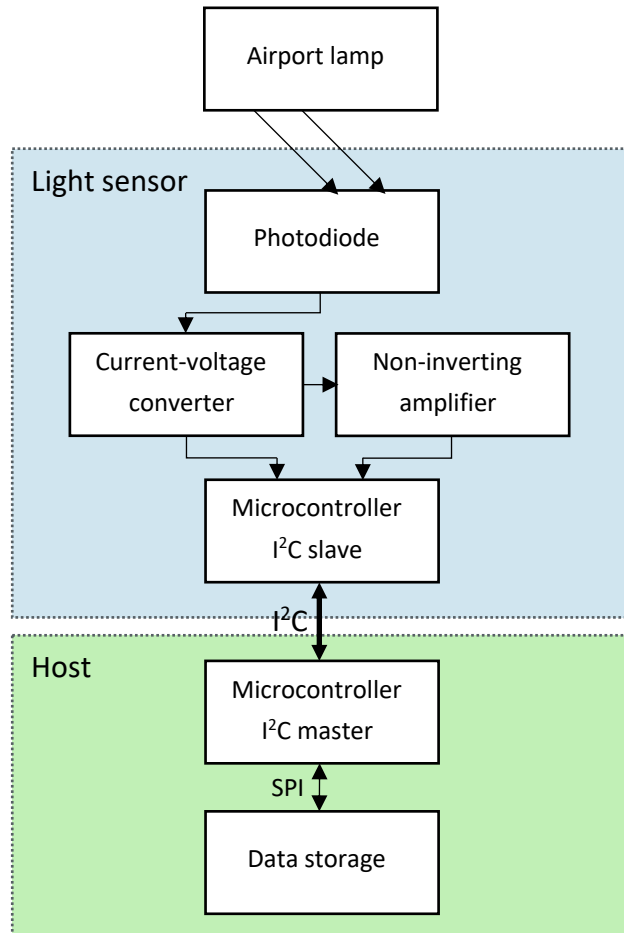 Airport lamp
Light sensor
Photodiode
Current-voltage
converter
Non-inverting
amplifier
Microcontroller
I²C slave
I²C
Host
Microcontroller
I²C master
SPI
Data storage